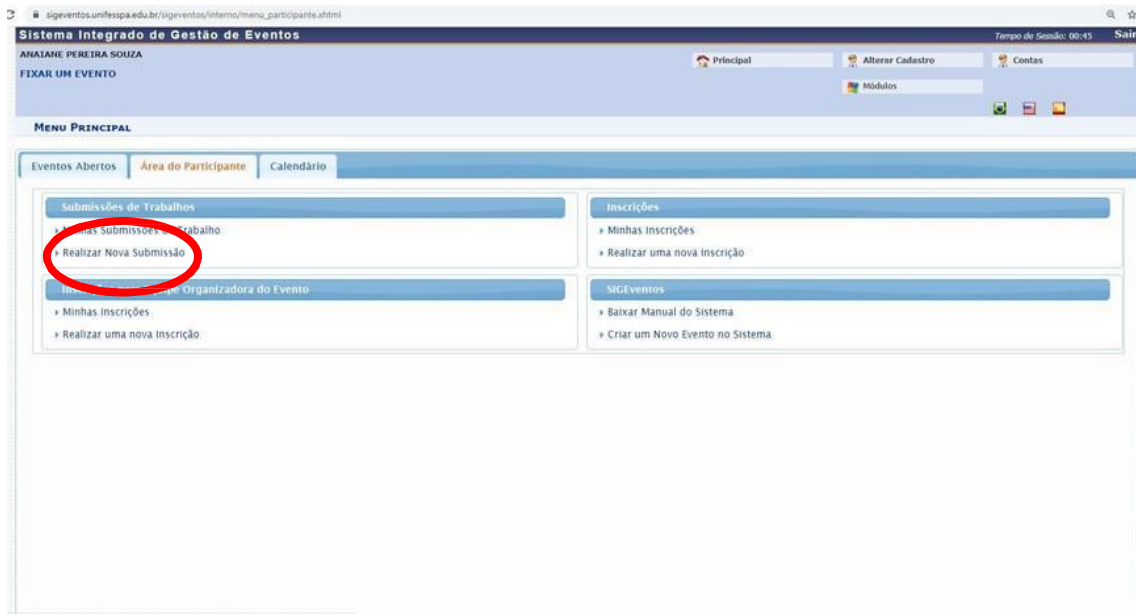 sigeventos.unifesspa.edu.br/sigeventos/interno/menu_participante.xhtml
Sistema Integrado de Gestão de Eventos
Tempo de Sessão: 00:45
Sair
ANAIANE PEREIRA SOUZA
FIXAR UM EVENTO
Principal
Alterar Cadastro
Contas
Módulos
MENU PRINCIPAL
Eventos Abertos
Área do Participante
Calendário
Submissões de Trabalhos
Minhas Submissões de Trabalho
Realizar Nova Submissão
Inscrições
Minhas Inscrições
Realizar uma nova Inscrição
Organizadora do Evento
Minhas Inscrições
Realizar uma nova Inscrição
SIGEventos
Baixar Manual do Sistema
Criar um Novo Evento no Sistema